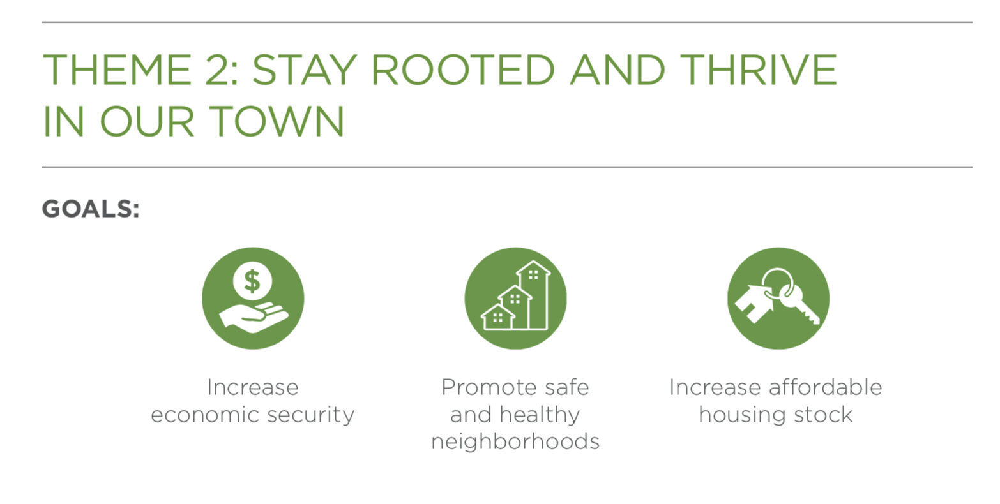 THEME 2: STAY ROOTED AND THRIVE
IN OUR TOWN
GOALS:
$
Increase
economic security
Promote safe
and healthy
neighborhoods
Increase affordable
housing stock